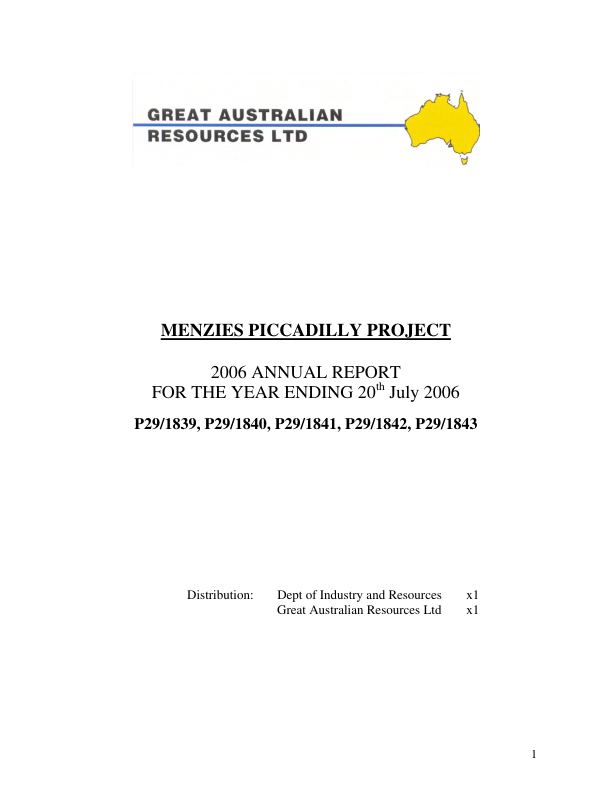 GREAT AUSTRALIAN
RESOURCES LTD
MENZIES PICCADILLY PROJECT
2006 ANNUAL REPORT
FOR THE YEAR ENDING 20th July 2006
P29/1839, P29/1840, P29/1841, P29/1842, P29/1843
Distribution: Dept of Industry and Resources x1
Great Australian Resources Ltd x1
1